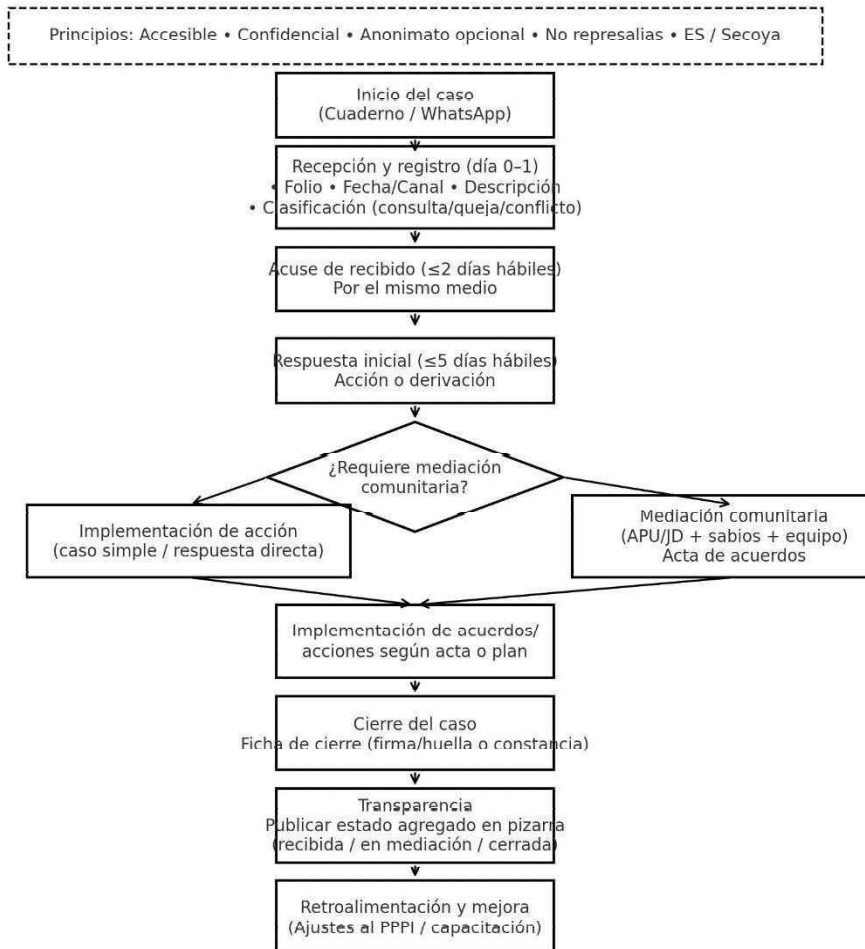 Principios: Accesible • Confidencial • Anonimato opcional • No represalias • ES / Secoya
Inicio del caso
(Cuaderno / WhatsApp)
Recepción y registro (día 0–1)
• Folio • Fecha/Canal • Descripción
• Clasificación (consulta/queja/conflicto)
Acuse de recibido (≤2 días hábiles)
Por el mismo medio
Respuesta inicial (≤5 días hábiles)
Acción o derivación
¿Requiere mediación
comunitaria?
Implementación de acción
(caso simple / respuesta directa)
Mediación comunitaria
(APU/JD + sabios + equipo)
Acta de acuerdos
Implementación de acuerdos/
acciones según acta o plan
Cierre del caso
Ficha de cierre (firma/huella o constancia)
Transparencia
Publicar estado agregado en pizarra
(recibida / en mediación / cerrada)
Retroalimentación y mejora
(Ajustes al PPPI / capacitación)